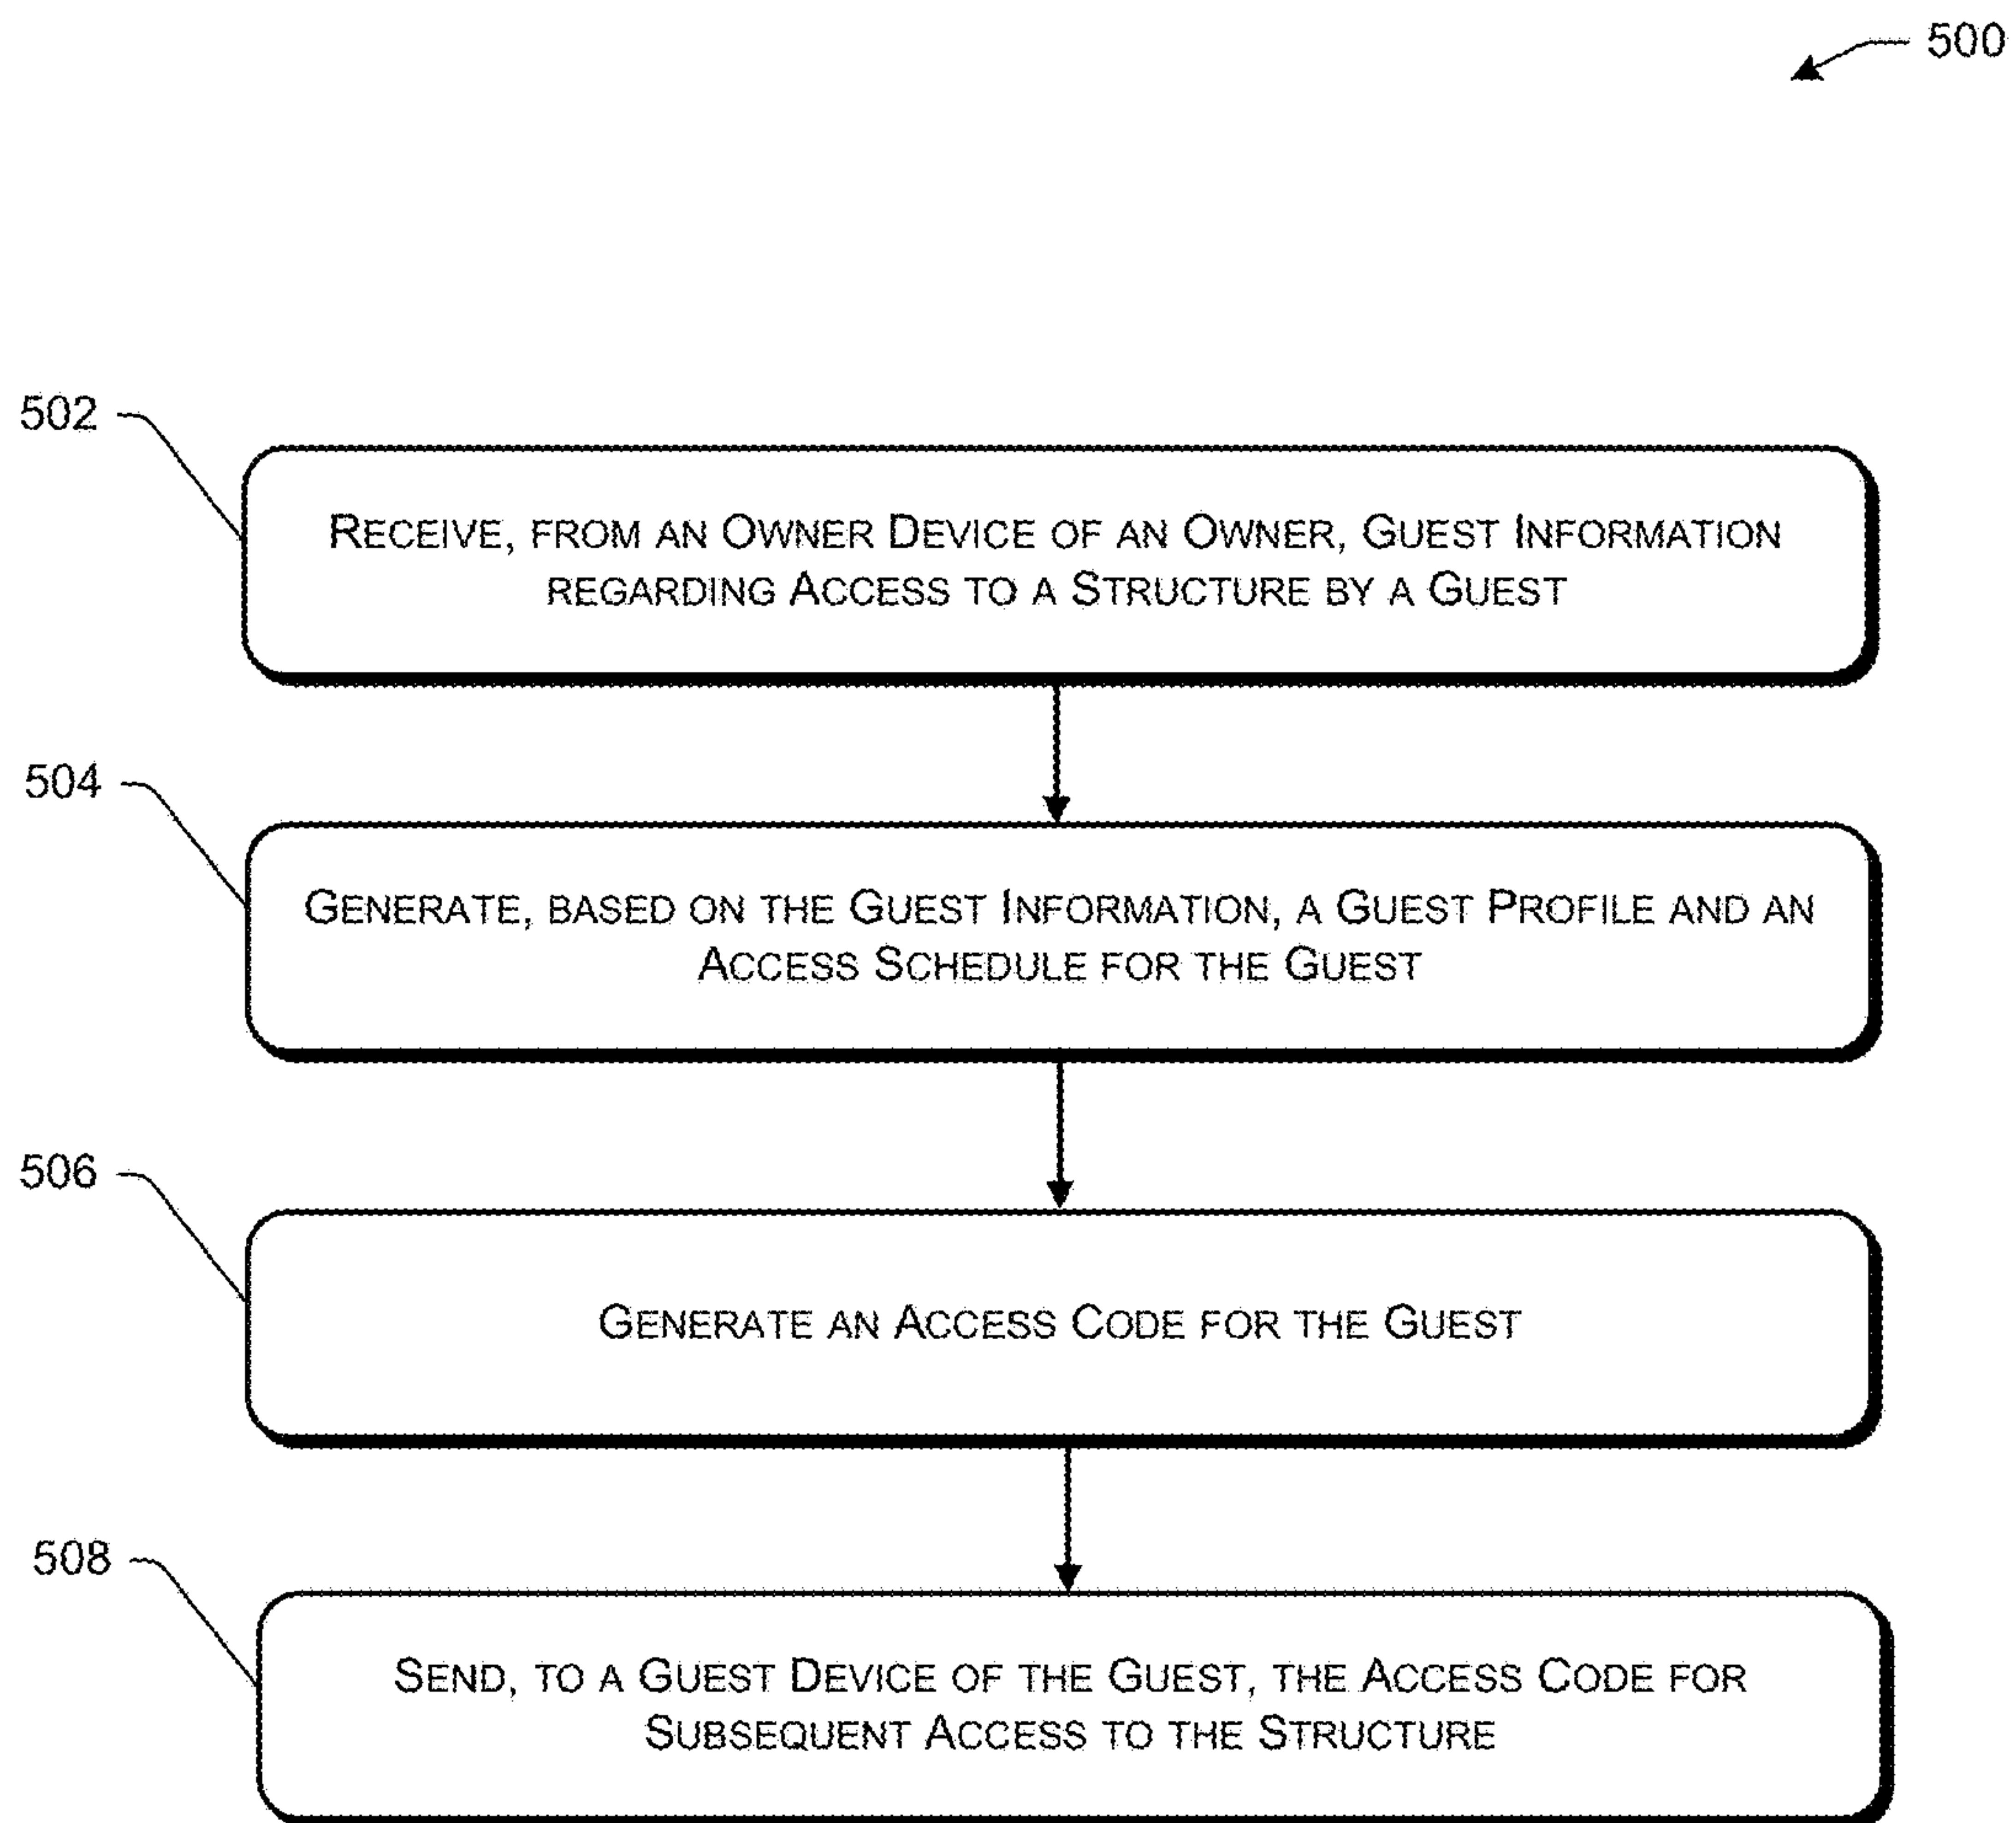 500
502
RECEIVE, FROM AN OWNER DEVICE OF AN OWNER, GUEST INFORMATION
REGARDING ACCESS TO A STRUCTURE BY A GUEST
504
GENERATE, BASED ON THE GUEST INFORMATION, A GUEST PROFILE AND AN
ACCESS SCHEDULE FOR THE GUEST
506
GENERATE AN ACCESS CODE FOR THE GUEST
508
SEND, TO A GUEST DEVICE OF THE GUEST, THE ACCESS CODE FOR
SUBSEQUENT ACCESS TO THE STRUCTURE